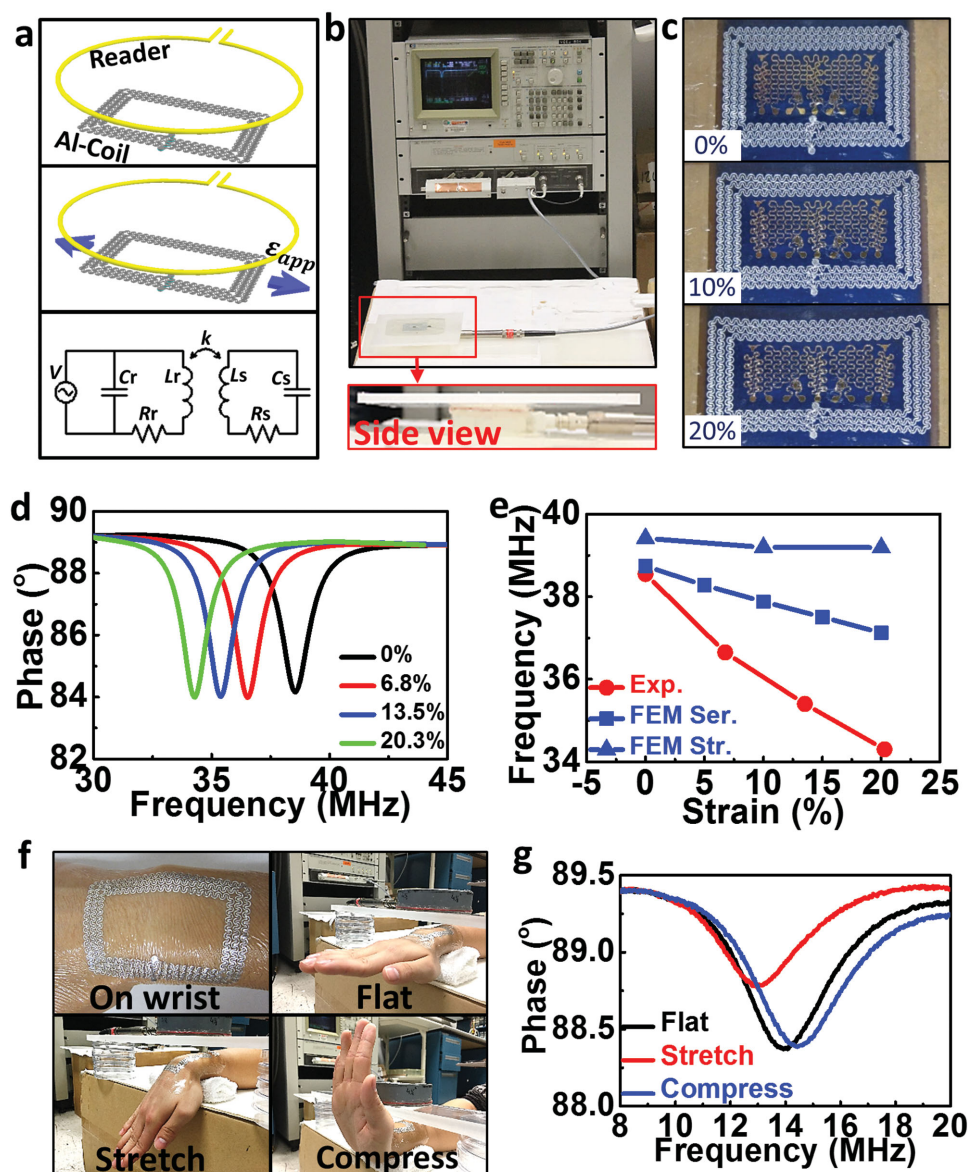 a
Reader
Al-Coil
ε_app
V
Cr
Lr
k
Ls
Cs
Rr
Rs
b
Side view
c
0%
10%
20%
d
90
88
86
84
82
Phase (°)
0%
6.8%
13.5%
20.3%
30 35 40 45
Frequency (MHz)
e
40
38
36
34
Frequency (MHz)
Exp.
FEM Ser.
FEM Str.
-5 0 5 10 15 20 25
Strain (%)
f
On wrist
Flat
Stretch
Compress
g
89.5
89.0
88.5
88.0
Phase (°)
Flat
Stretch
Compress
8 10 12 14 16 18 20
Frequency (MHz)